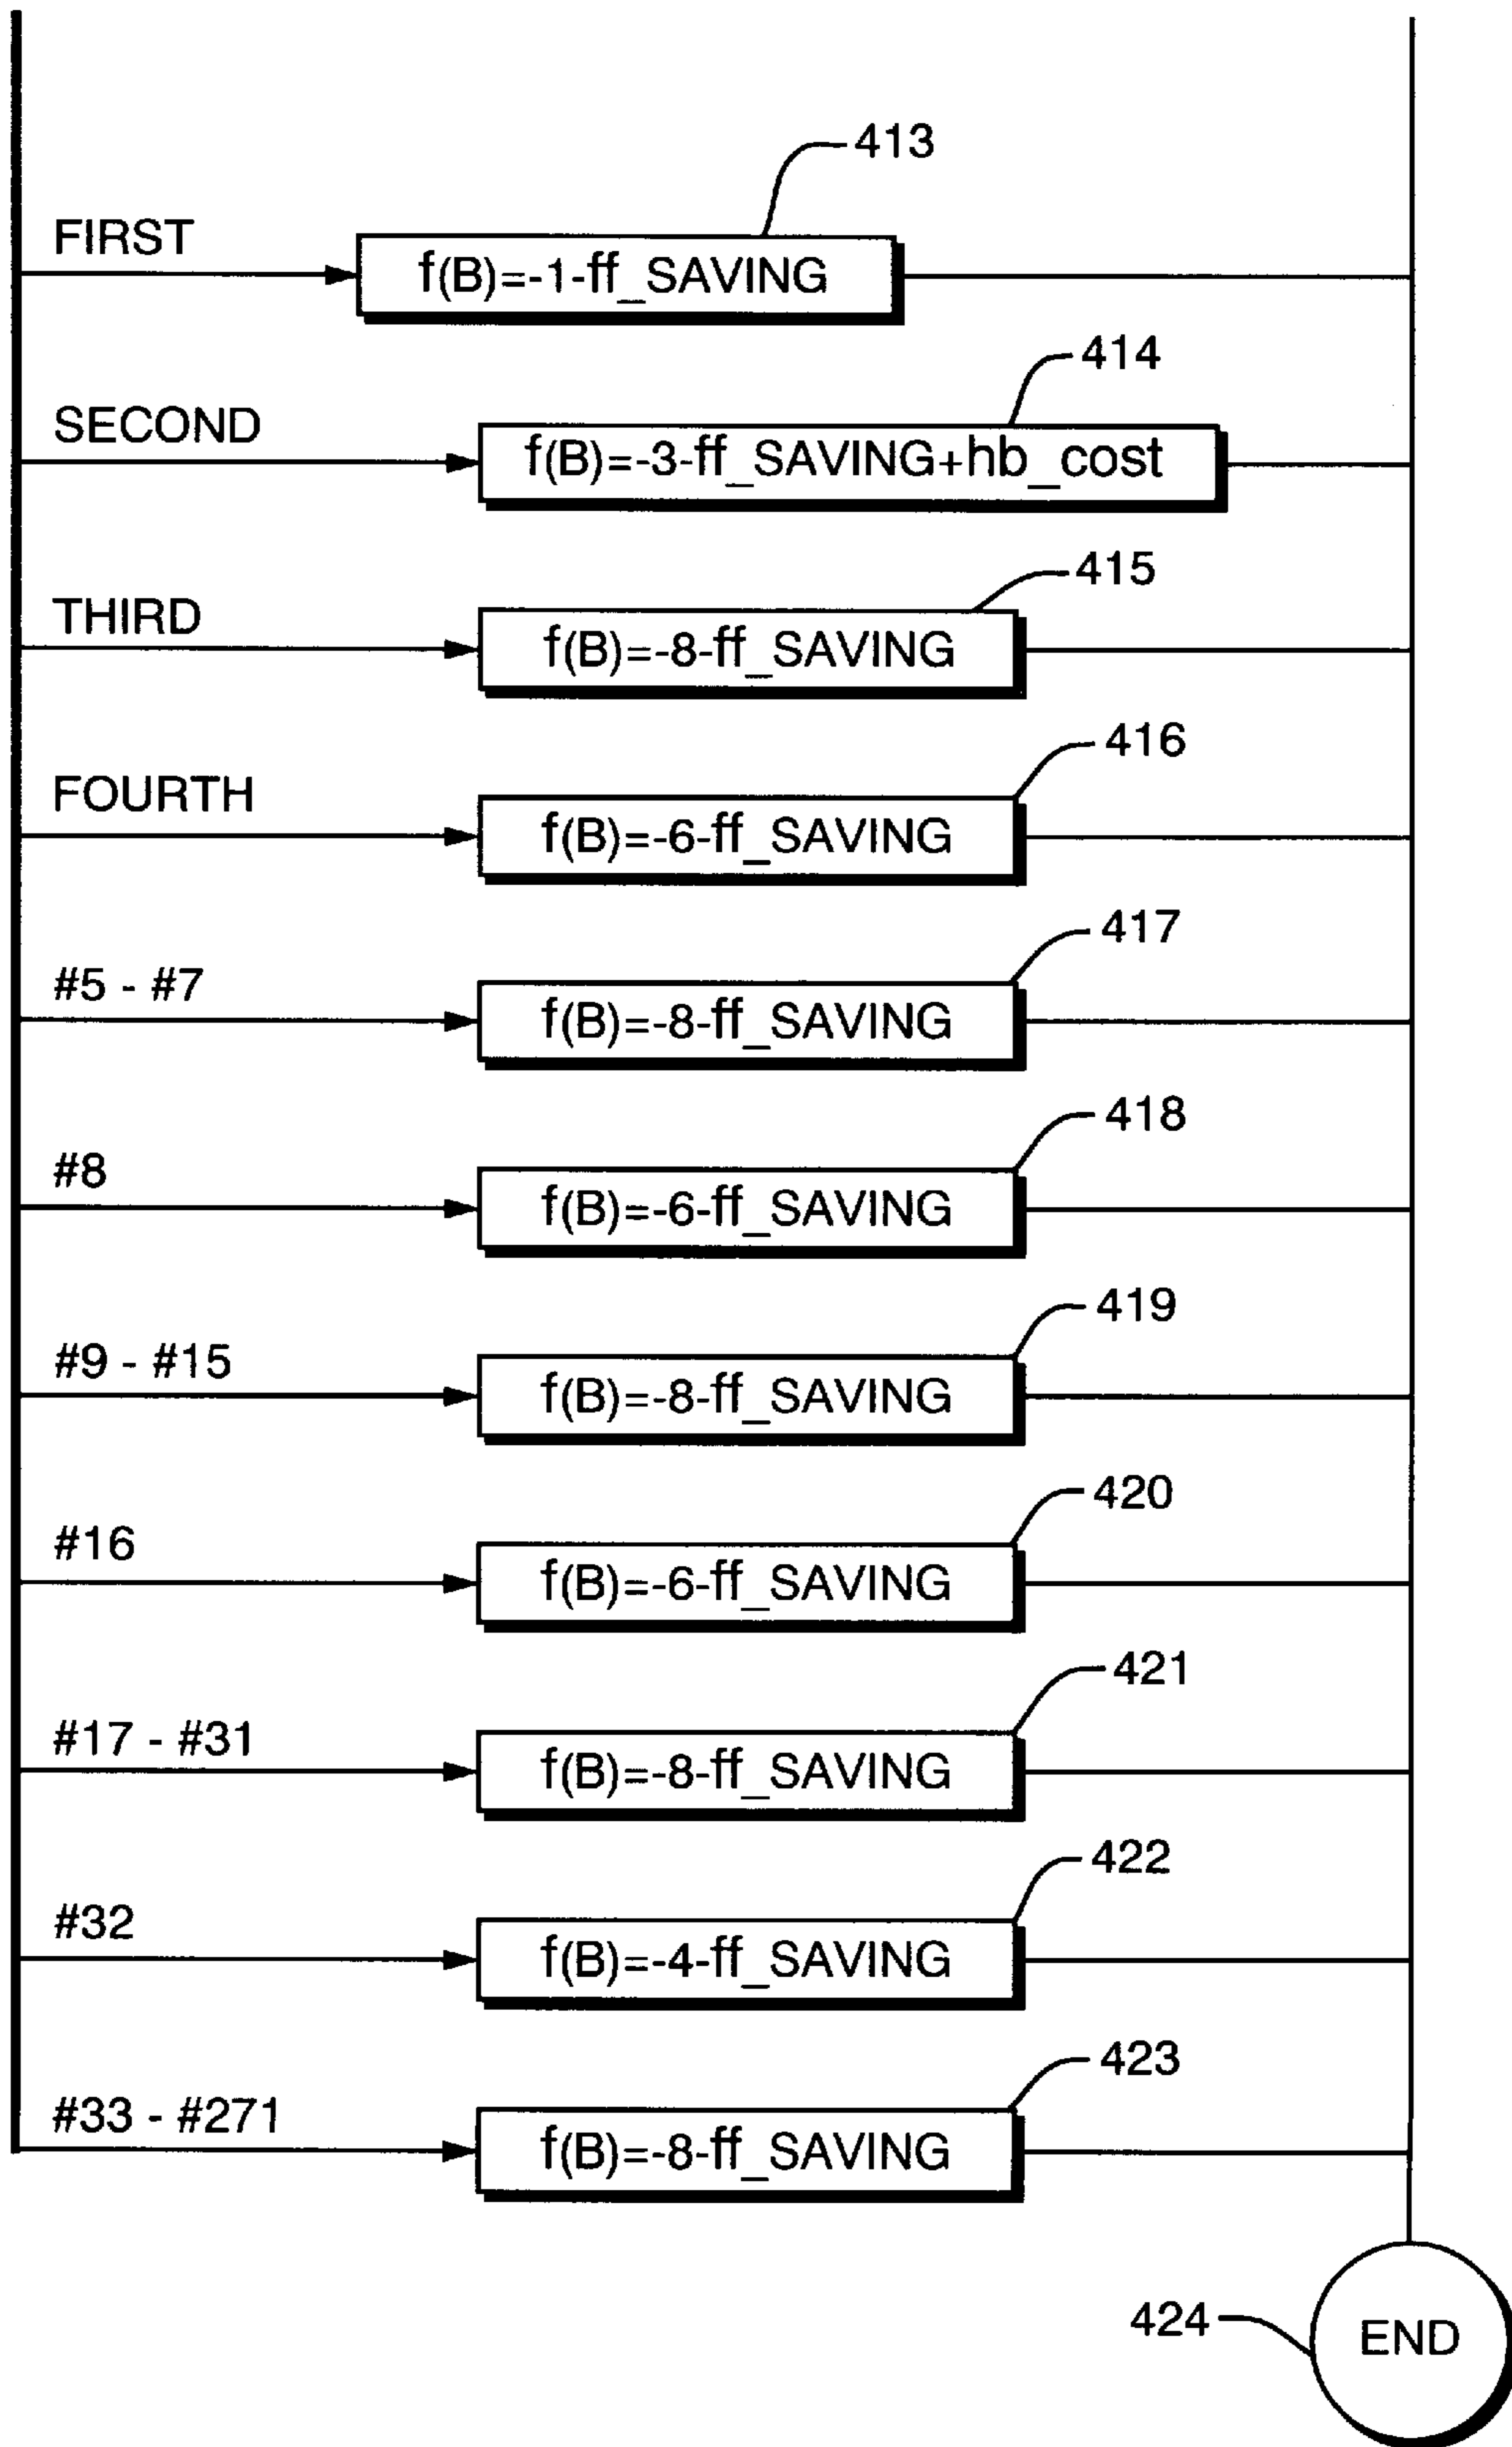 413
FIRST
f(B)=-1-ff_SAVING
414
SECOND
f(B)=-3-ff_SAVING+hb_cost
415
THIRD
f(B)=-8-ff_SAVING
416
FOURTH
f(B)=-6-ff_SAVING
417
#5 - #7
f(B)=-8-ff_SAVING
418
#8
f(B)=-6-ff_SAVING
419
#9 - #15
f(B)=-8-ff_SAVING
420
#16
f(B)=-6-ff_SAVING
421
#17 - #31
f(B)=-8-ff_SAVING
422
#32
f(B)=-4-ff_SAVING
423
#33 - #271
f(B)=-8-ff_SAVING
424
END